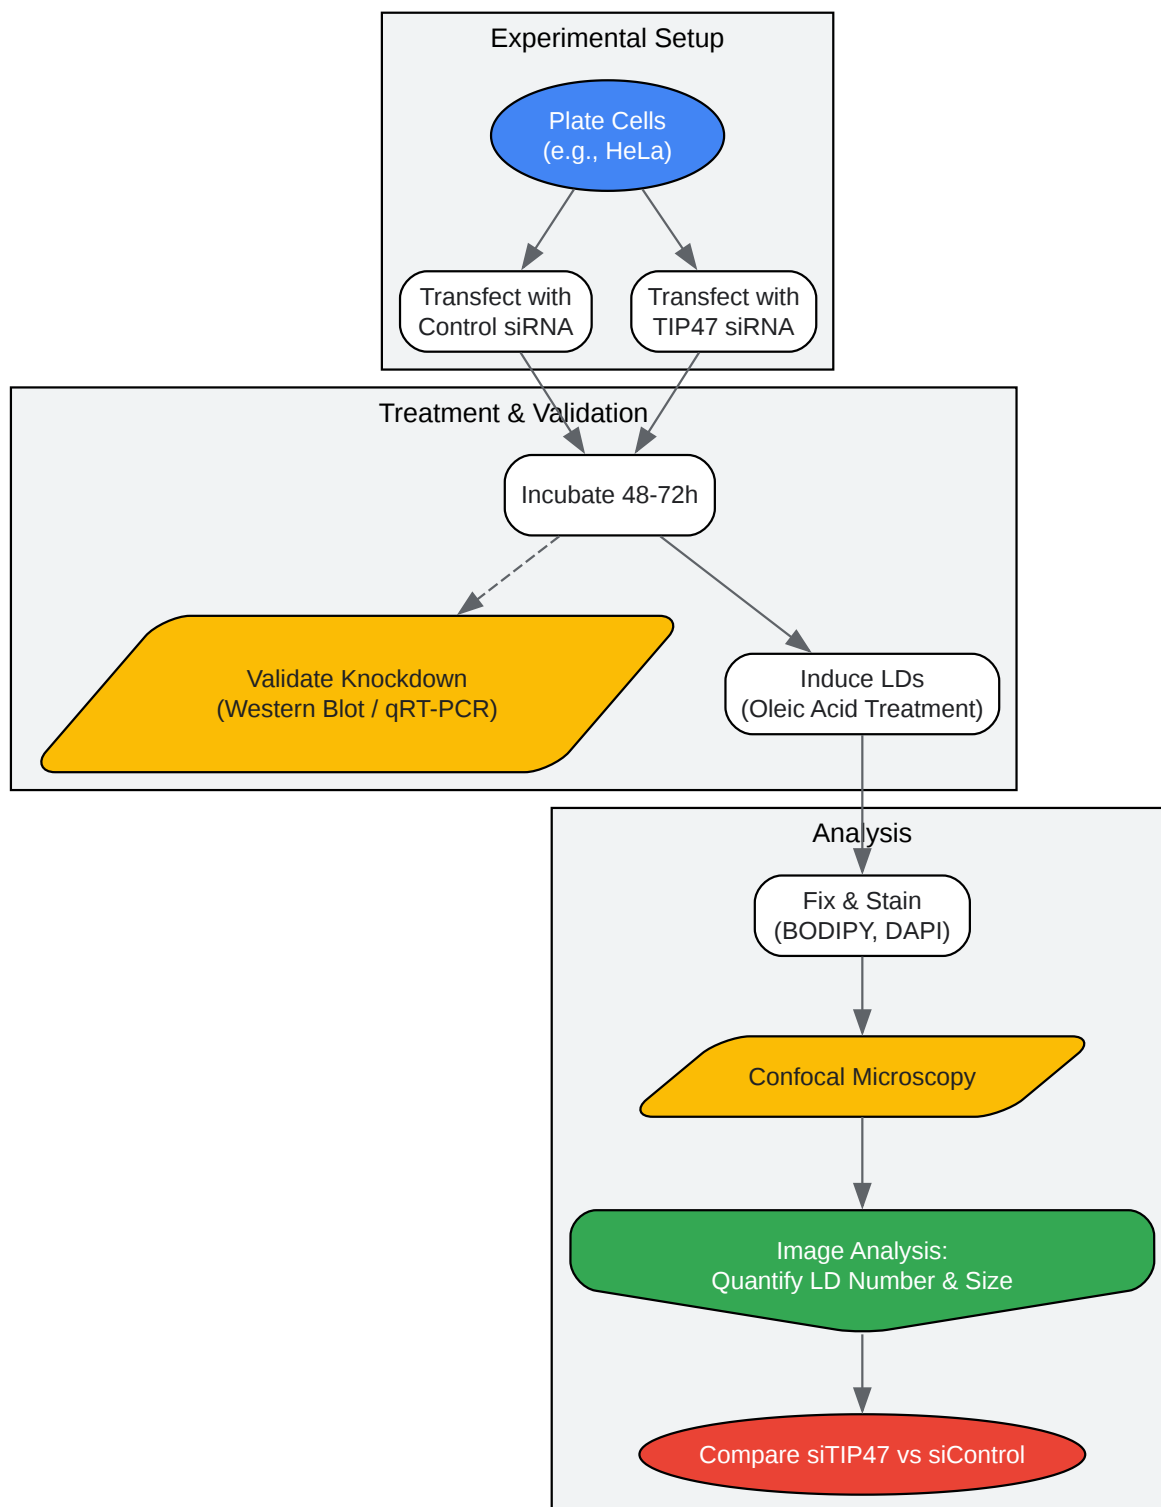 Experimental Setup
Plate Cells
(e.g., HeLa)
Transfect with
Control siRNA
Transfect with
TIP47 siRNA
Treatment & Validation
Incubate 48-72h
Validate Knockdown
(Western Blot / qRT-PCR)
Induce LDs
(Oleic Acid Treatment)
Analysis
Fix & Stain
(BODIPY, DAPI)
Confocal Microscopy
Image Analysis:
Quantify LD Number & Size
Compare siTIP47 vs siControl